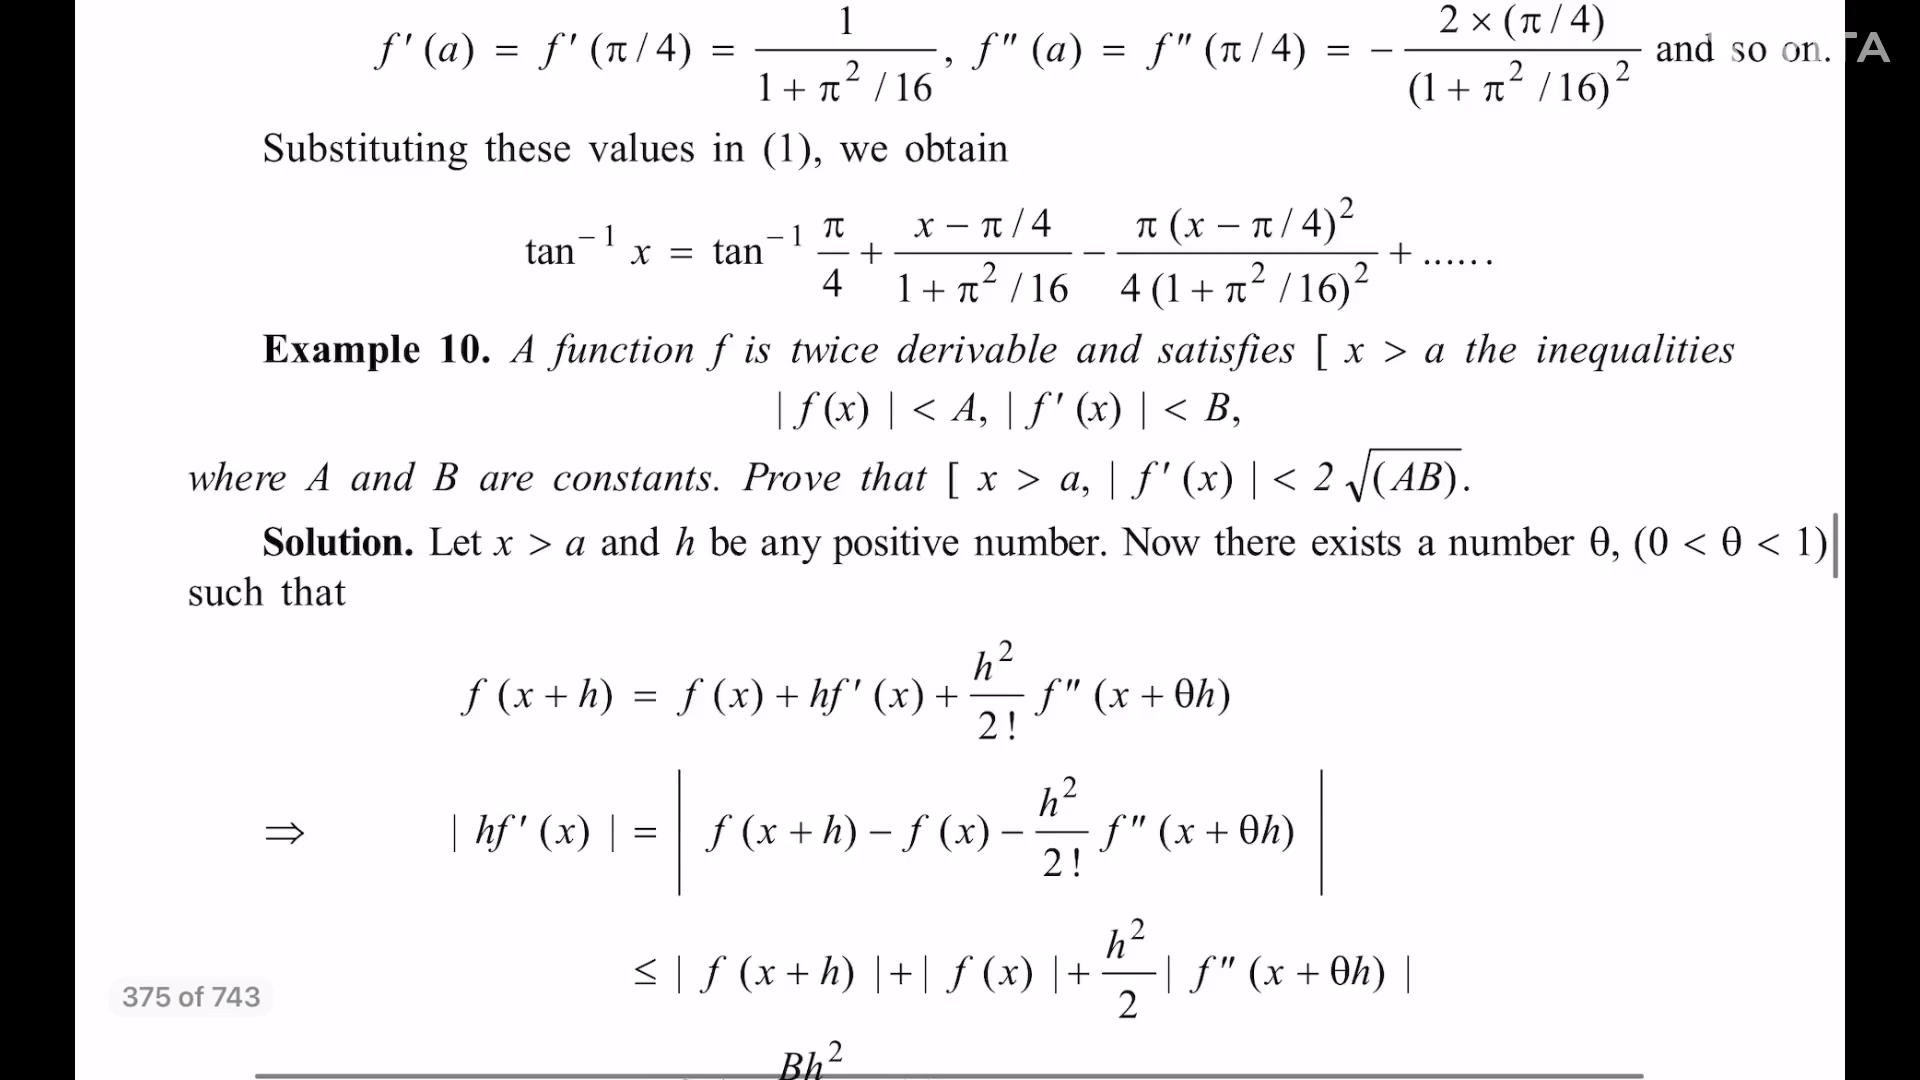 f ′ (a) = f ′ (π / 4) = 1 / (1 + π² / 16), f ″ (a) = f ″ (π / 4) = − 2 × (π / 4) / (1 + π² / 16)² and so on.
Substituting these values in (1), we obtain
tan⁻¹ x = tan⁻¹ π/4 + (x − π / 4) / (1 + π² / 16) − π (x − π / 4)² / 4 (1 + π² / 16)² + ......
Example 10. A function f is twice derivable and satisfies [ x > a the inequalities
| f (x) | < A, | f ′ (x) | < B,
where A and B are constants. Prove that [ x > a, | f ′ (x) | < 2 √(AB).
Solution. Let x > a and h be any positive number. Now there exists a number θ, (0 < θ < 1)
such that
f (x + h) = f (x) + hf ′ (x) + h²/2 ! f ″ (x + θh)
⇒ | hf ′ (x) | = | f (x + h) − f (x) − h²/2 ! f ″ (x + θh) |
≤ | f (x + h) | + | f (x) | + h²/2 | f ″ (x + θh) |
375 of 743
Bh²